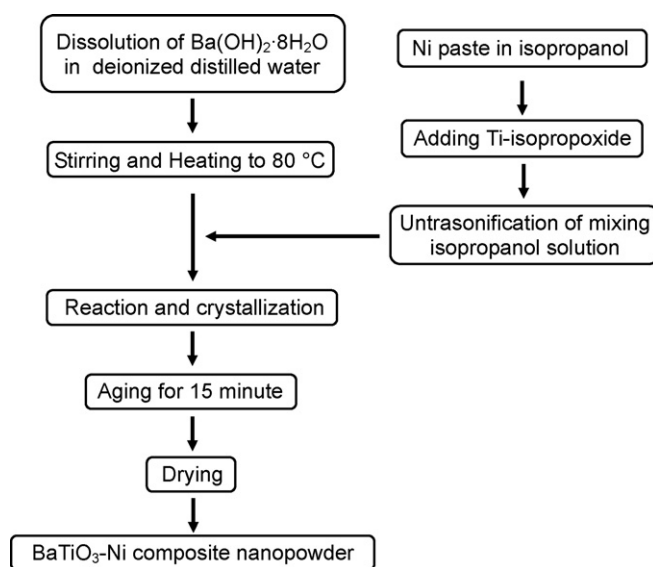 Dissolution of Ba(OH)₂·8H₂O
in deionized distilled water
Stirring and Heating to 80 °C
Ni paste in isopropanol
Adding Ti-isopropoxide
Untrasonification of mixing
isopropanol solution
Reaction and crystallization
Aging for 15 minute
Drying
BaTiO₃-Ni composite nanopowder